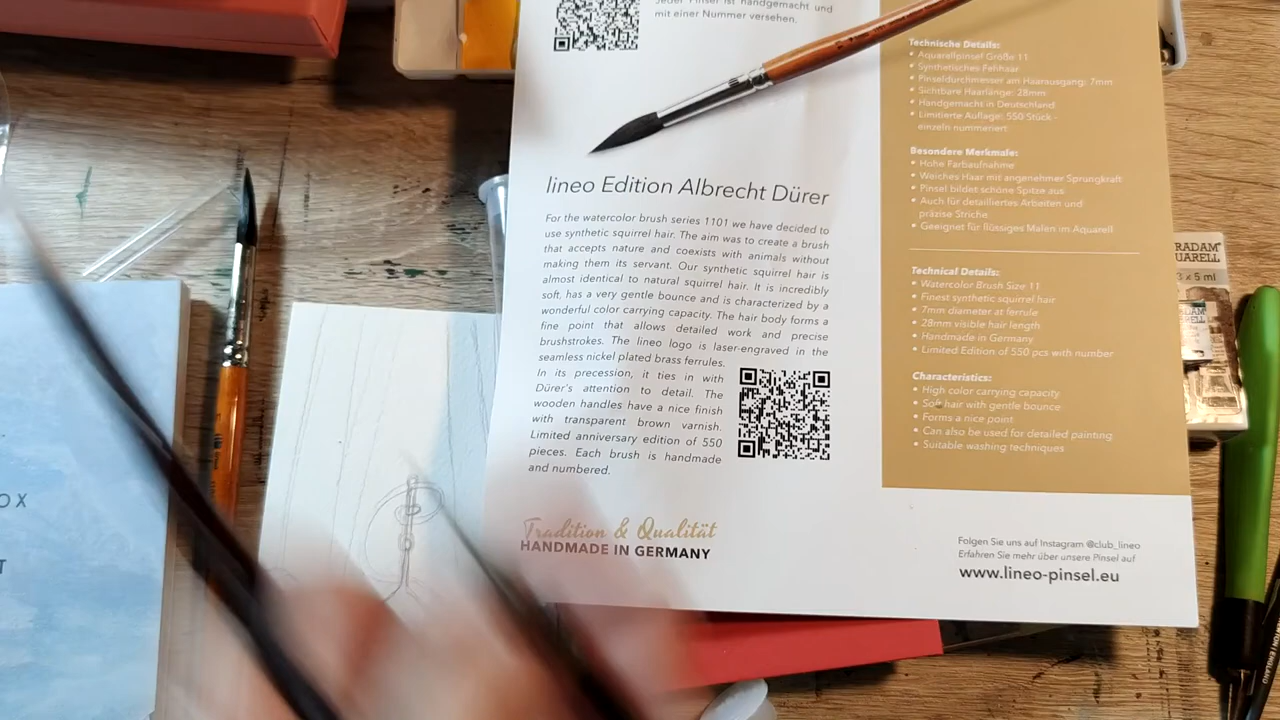 Jeder Pinsel ist handgemacht und
mit einer Nummer versehen.
lineo Edition Albrecht Dürer
For the watercolor brush series 1101 we have decided to
use synthetic squirrel hair. The aim was to create a brush
that accepts nature and coexists with animals without
making them its servant. Our synthetic squirrel hair is
almost identical to natural squirrel hair. It is incredibly
soft, has a very gentle bounce and is characterized by a
wonderful color carrying capacity. The hair body forms a
fine point that allows detailed work and precise
brushstrokes. The lineo logo is laser-engraved in the
seamless nickel plated brass ferrules.
In its precession, it ties in with
Dürer's attention to detail. The
wooden handles have a nice finish
with transparent brown varnish.
Limited anniversary edition of 550
pieces. Each brush is handmade
and numbered.
Tradition & Qualität
HANDMADE IN GERMANY
Technische Details:
• Aquarellpinsel Größe 11
• Synthetisches Fehhaar
• Pinseldurchmesser am Haarausgang: 7mm
• Sichtbare Haarlänge: 28mm
• Handgemacht in Deutschland
• Limitierte Auflage: 550 Stück –
einzeln nummeriert
Besondere Merkmale:
• Hohe Farbaufnahme
• Weiches Haar mit angenehmer Sprungkraft
• Pinsel bildet schöne Spitze aus
• Auch für detailliertes Arbeiten und
präzise Striche
• Geeignet für flüssiges Malen im Aquarell
Technical Details:
• Watercolor Brush Size 11
• Finest synthetic squirrel hair
• 7mm diameter at ferrule
• 28mm visible hair length
• Handmade in Germany
• Limited Edition of 550 pcs with number
Characteristics:
• High color carrying capacity
• Soft hair with gentle bounce
• Forms a nice point
• Can also be used for detailed painting
• Suitable washing techniques
Folgen Sie uns auf Instagram @club_lineo
Erfahren Sie mehr über unsere Pinsel auf
www.lineo-pinsel.eu
RADAM
UARELL
3 x 5 ml
OX
T
ENGLAND